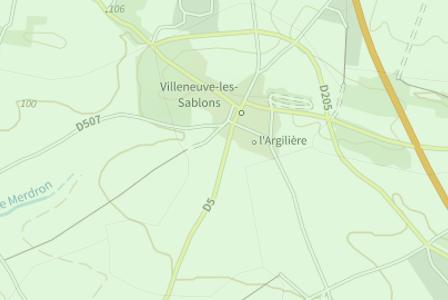 106
Villeneuve-les-
Sablons
100
D205
D507
l'Argilière
e Merdron
D5